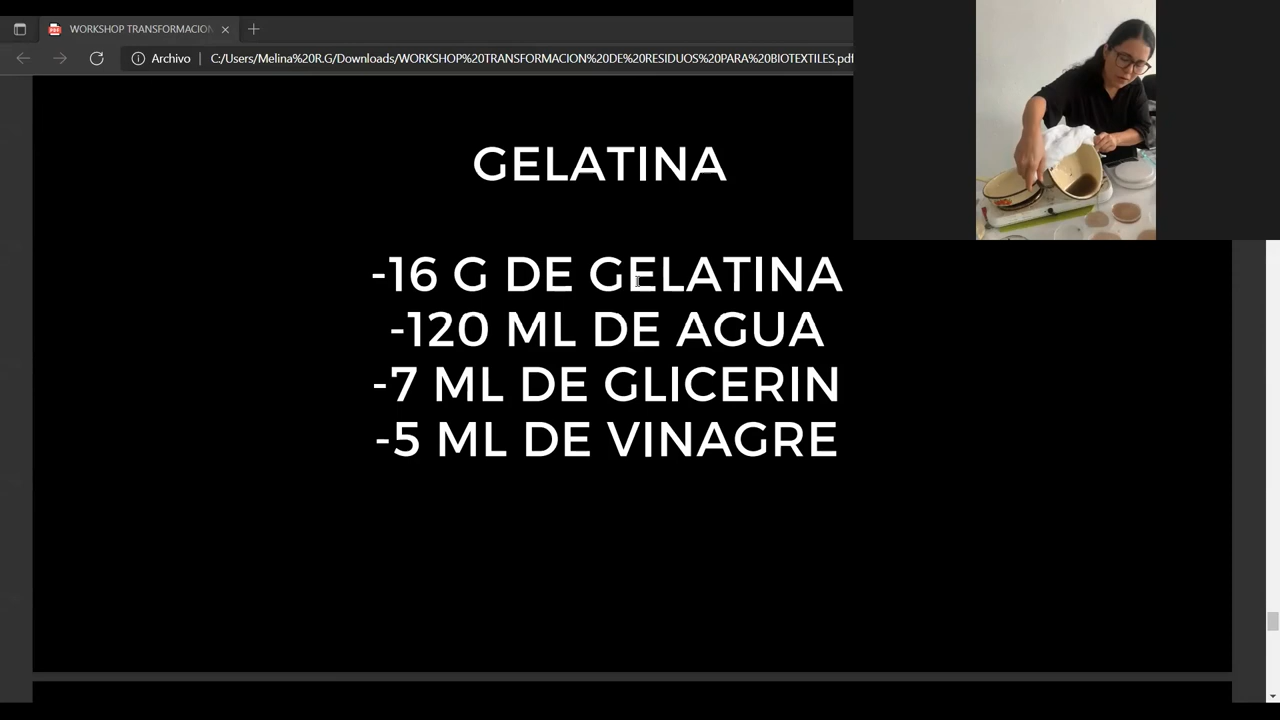 WORKSHOP TRANSFORMACION
Archivo
C:/Users/Melina%20R.G/Downloads/WORKSHOP%20TRANSFORMACION%20DE%20RESIDUOS%20PARA%20BIOTEXTILES.pdf
GELATINA
-16 G DE GELATINA
-120 ML DE AGUA
-7 ML DE GLICERIN
-5 ML DE VINAGRE